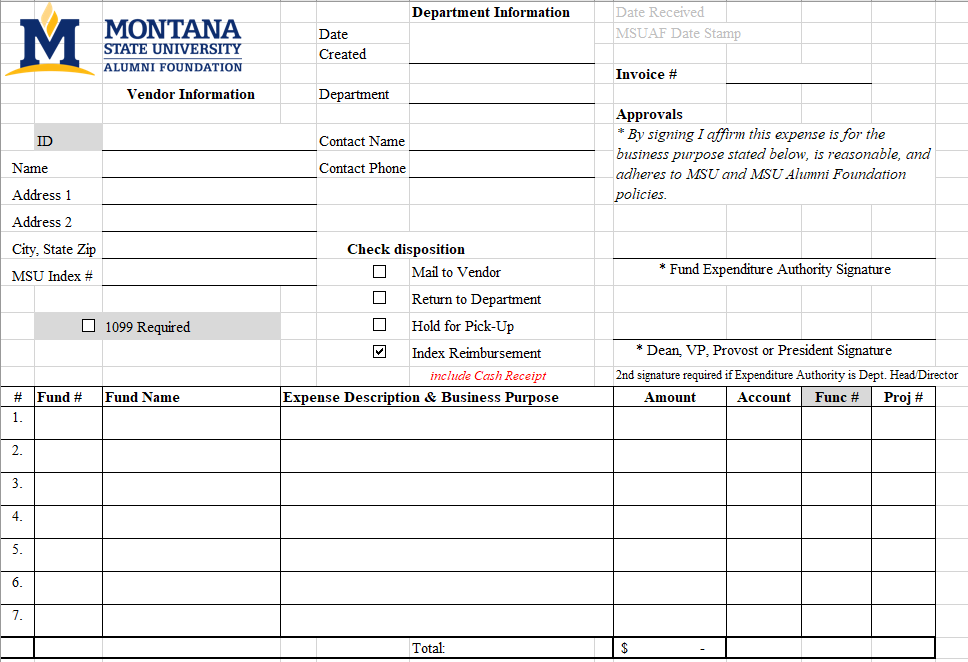 M
MONTANA
STATE UNIVERSITY
ALUMNI FOUNDATION
Department Information
Date
Created
Date Received
MSUAF Date Stamp
Invoice #
Vendor Information
Department
Approvals
* By signing I affirm this expense is for the
business purpose stated below, is reasonable, and
adheres to MSU and MSU Alumni Foundation
policies.
ID
Contact Name
Name
Contact Phone
Address 1
Address 2
City, State Zip
MSU Index #
Check disposition
Mail to Vendor
Return to Department
Hold for Pick-Up
Index Reimbursement
include Cash Receipt
1099 Required
* Fund Expenditure Authority Signature
* Dean, VP, Provost or President Signature
2nd signature required if Expenditure Authority is Dept. Head/Director
# Fund # Fund Name Expense Description & Business Purpose Amount Account Func # Proj #
1.
2.
3.
4.
5.
6.
7.
Total: $ -